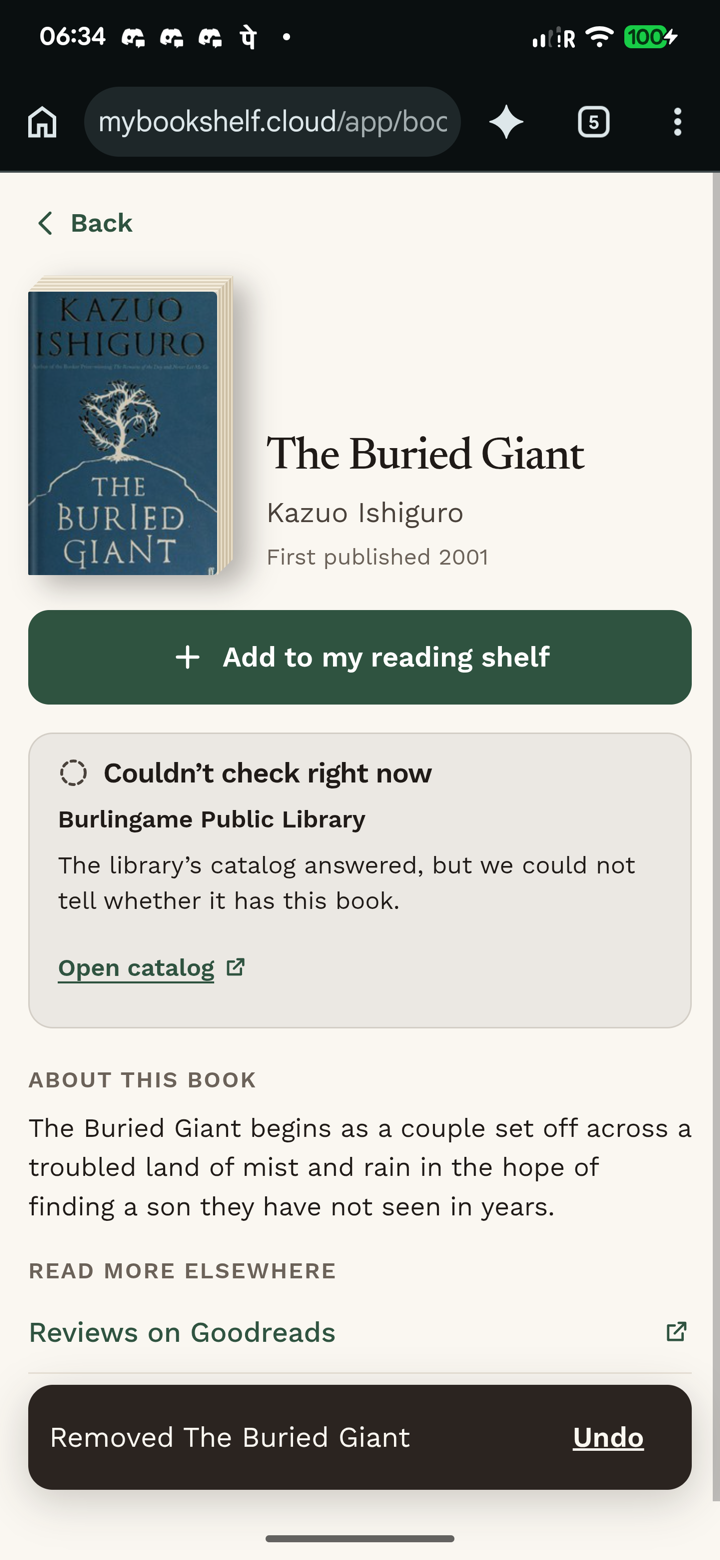 06:34 पे R 100
mybookshelf.cloud/app/boo
5
Back
KAZUO
ISHIGURO
THE
BURIED
GIANT
The Buried Giant
Kazuo Ishiguro
First published 2001
+ Add to my reading shelf
Couldn’t check right now
Burlingame Public Library
The library’s catalog answered, but we could not
tell whether it has this book.
Open catalog
ABOUT THIS BOOK
The Buried Giant begins as a couple set off across a
troubled land of mist and rain in the hope of
finding a son they have not seen in years.
READ MORE ELSEWHERE
Reviews on Goodreads
Removed The Buried Giant Undo